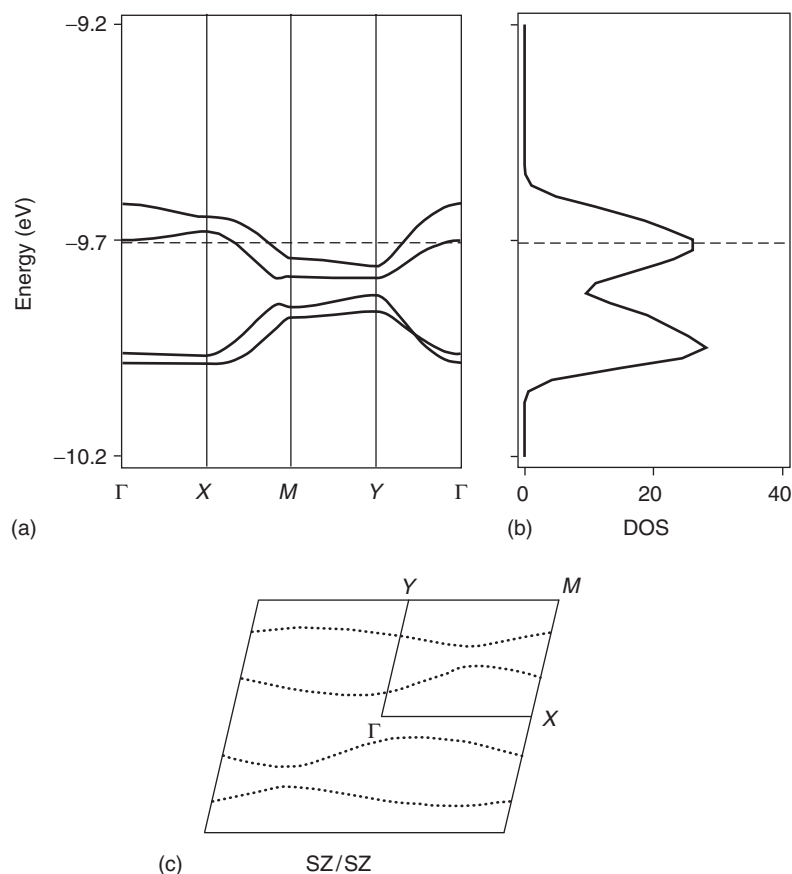 −9.2
−9.7
−10.2
Energy (eV)
Γ X M Y Γ
(a)
0 20 40
(b) DOS
Y M
Γ X
(c) SZ/SZ